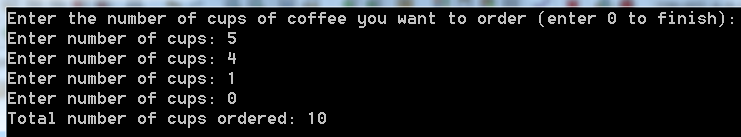 Enter the number of cups of coffee you want to order (enter 0 to finish):
Enter number of cups: 5
Enter number of cups: 4
Enter number of cups: 1
Enter number of cups: 0
Total number of cups ordered: 10